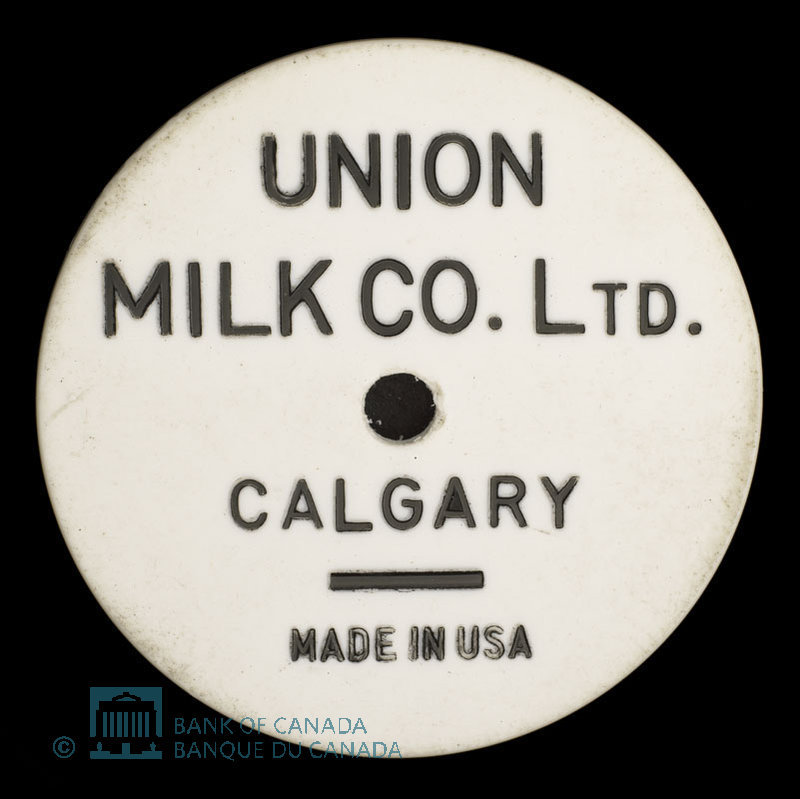 UNION
MILK CO. LTD.
CALGARY
MADE IN USA
© BANK OF CANADA
BANQUE DU CANADA